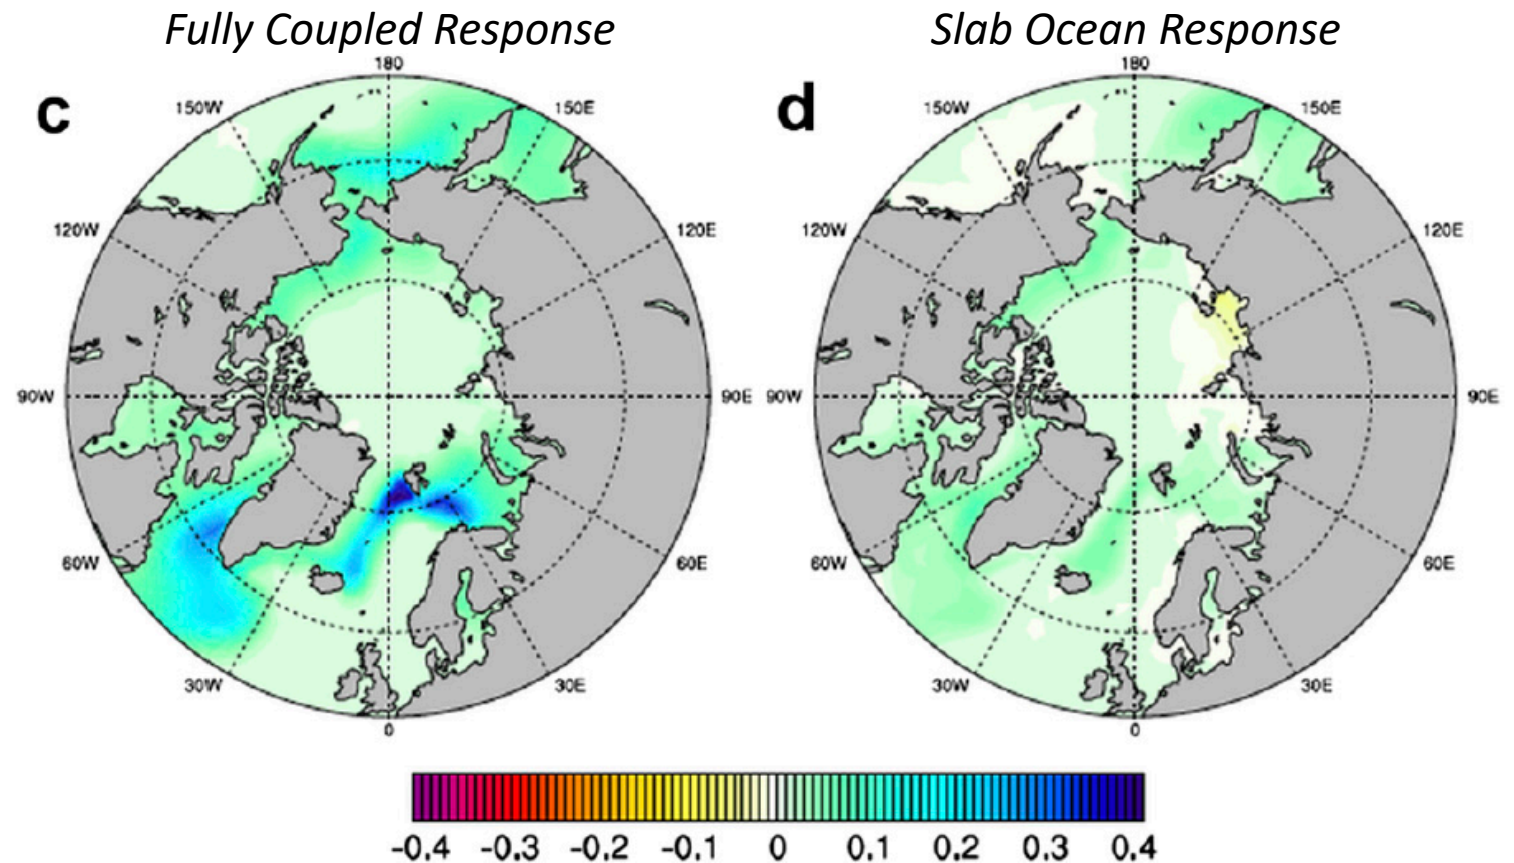 Fully Coupled Response Slab Ocean Response
c 180 d 180
150W 150E 150W 150E
120W 120E 120W 120E
90W 90E 90W 90E
60W 60E 60W 60E
30W 30E 30W 30E
0 0
-0.4 -0.3 -0.2 -0.1 0 0.1 0.2 0.3 0.4